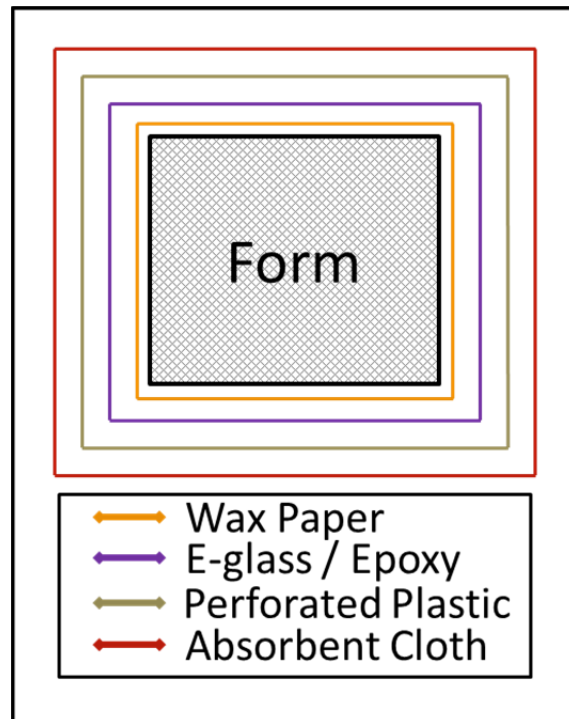 Form
Wax Paper
E-glass / Epoxy
Perforated Plastic
Absorbent Cloth